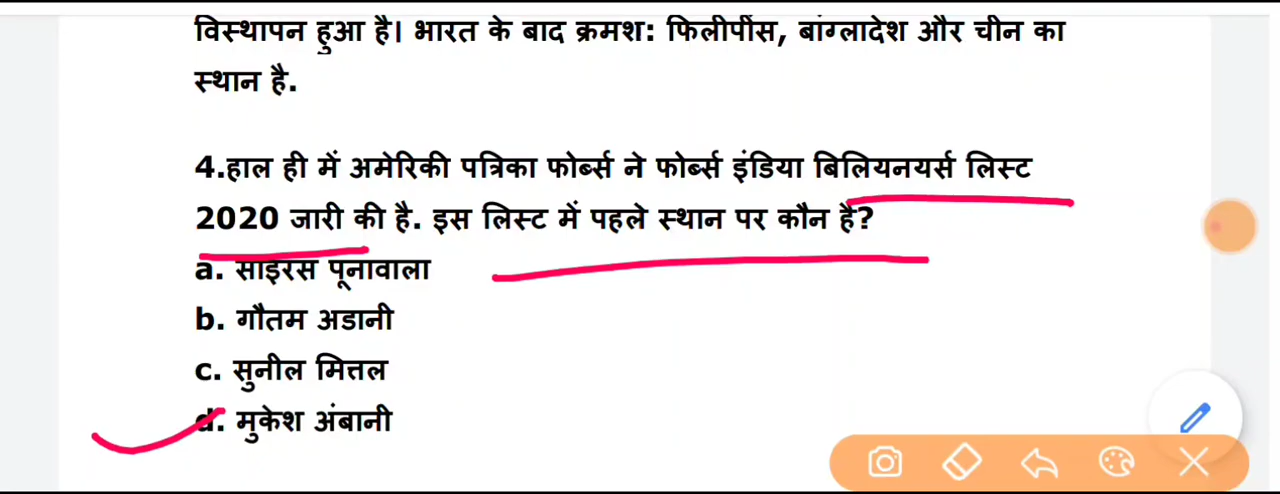 विस्थापन हुआ है। भारत के बाद क्रमश: फिलीपींस, बांग्लादेश और चीन का
स्थान है.
4.हाल ही में अमेरिकी पत्रिका फोर्ब्स ने फोर्ब्स इंडिया बिलियनयर्स लिस्ट
2020 जारी की है. इस लिस्ट में पहले स्थान पर कौन है?
a. साइरस पूनावाला
b. गौतम अडानी
c. सुनील मित्तल
d. मुकेश अंबानी